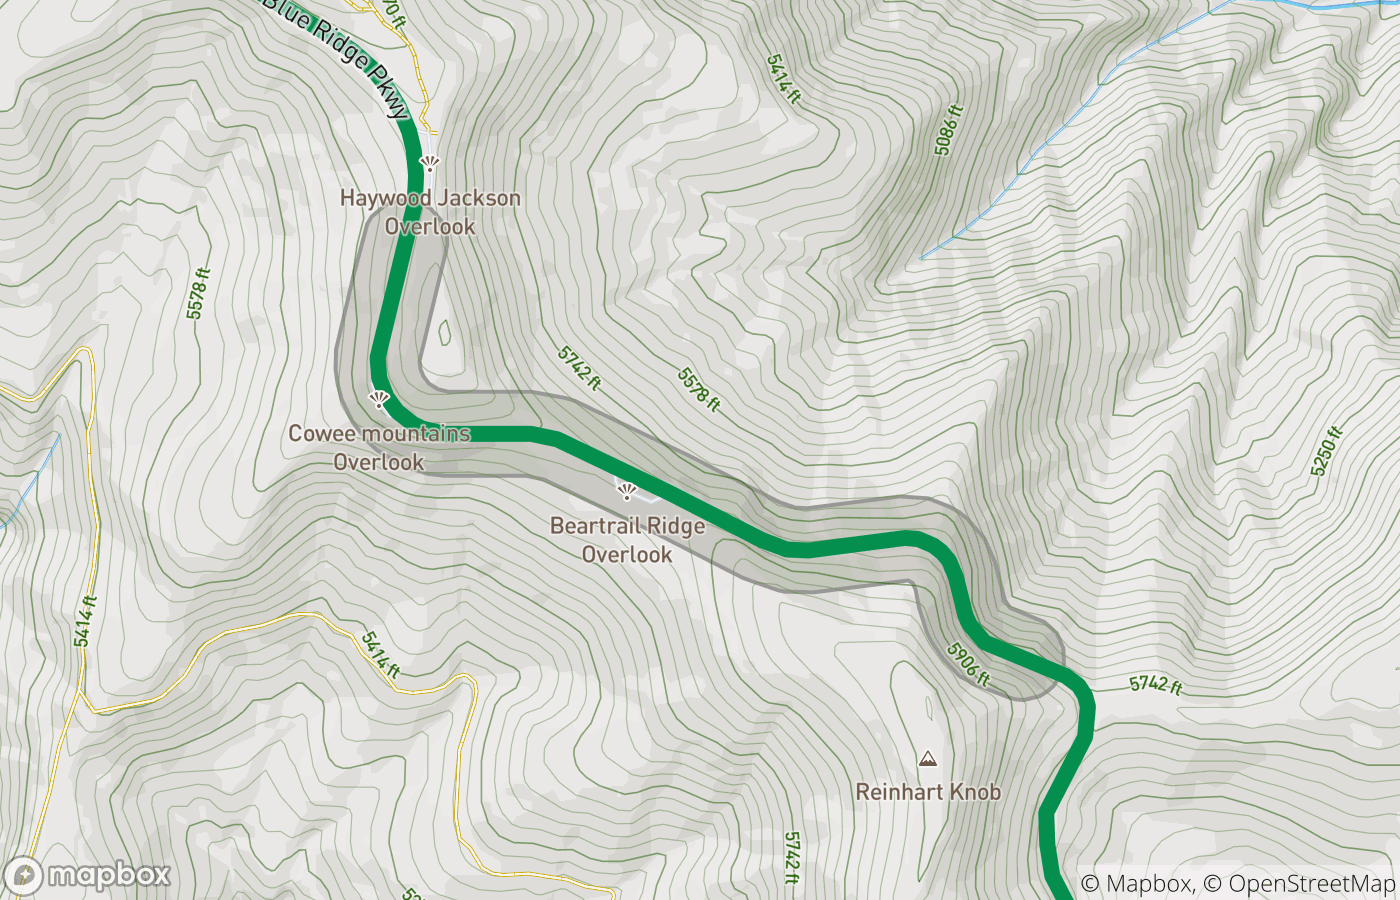 Blue Ridge Pkwy
5414 ft
5086 ft
Haywood Jackson
Overlook
5578 ft
5742 ft
5578 ft
Cowee mountains
Overlook
5250 ft
Beartrail Ridge
Overlook
5414 ft
5414 ft
5906 ft
5742 ft
Reinhart Knob
5742 ft
mapbox
© Mapbox, © OpenStreetMap